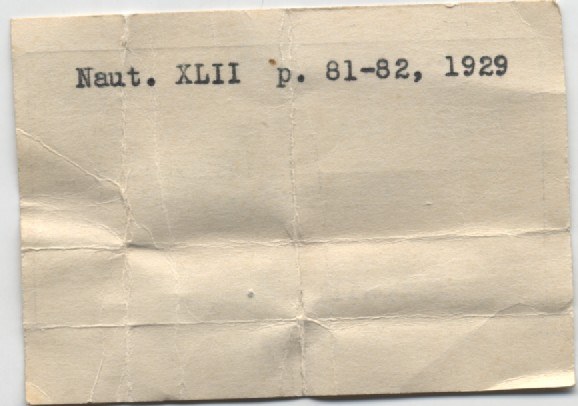 Naut. XLII p. 81-82, 1929